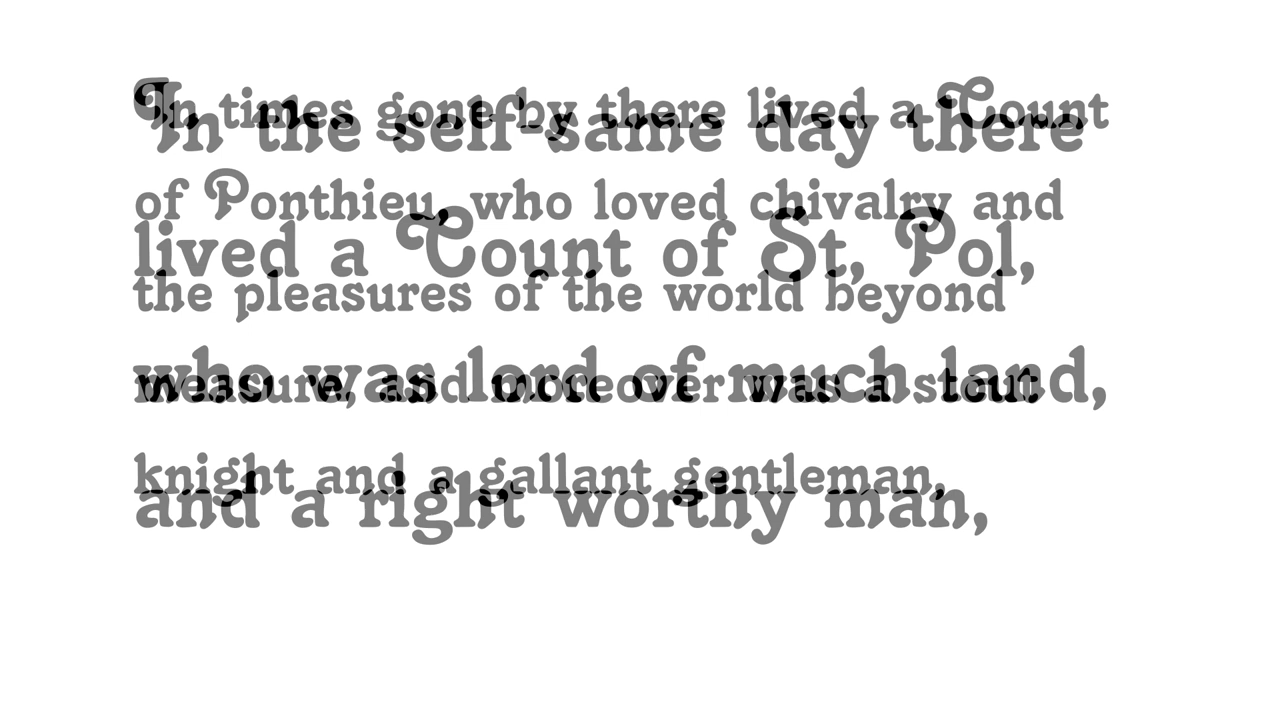 In times gone by there lived a Count
of Ponthieu, who loved chivalry and
the pleasures of the world beyond
measure, and moreover was a stout
knight and a gallant gentleman.
In the self-same day there
lived a Count of St, Pol,
who was lord of much land,
and a right worthy man,